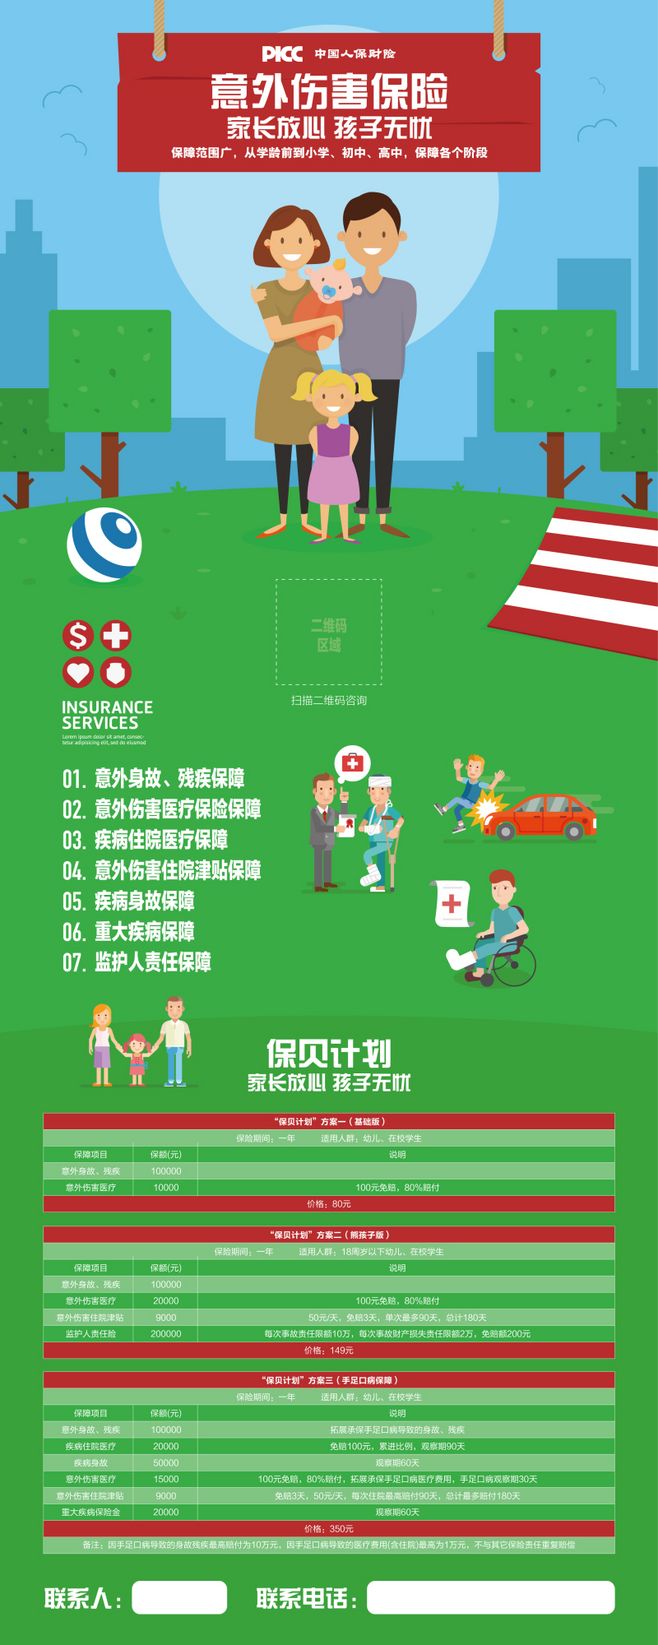 PICC 中国人保财险
意外伤害保险
家长放心 孩子无忧
保障范围广，从学龄前到小学、初中、高中，保障各个阶段
二维码
区域
扫描二维码咨询
$
INSURANCE
SERVICES
Lorem ipsum dolor sit amet, consec-
tetur adipisicing elit, sed do eiusmod
01. 意外身故、残疾保障
02. 意外伤害医疗保险保障
03. 疾病住院医疗保障
04. 意外伤害住院津贴保障
05. 疾病身故保障
06. 重大疾病保障
07. 监护人责任保障
保贝计划
家长放心 孩子无忧
“保贝计划”方案一（基础版）
保险期间：一年 适用人群：幼儿、在校学生
保障项目 保额(元) 说明
意外身故、残疾 100000
意外伤害医疗 10000 100元免赔，80%赔付
价格：80元
“保贝计划”方案二（熊孩子版）
保险期间：一年 适用人群：18周岁以下幼儿、在校学生
保障项目 保额(元) 说明
意外身故、残疾 100000
意外伤害医疗 20000 100元免赔，80%赔付
意外伤害住院津贴 9000 50元/天，免赔3天，单次最多90天，总计180天
监护人责任险 200000 每次事故责任限额10万，每次事故财产损失责任限额2万，免赔额200元
价格：149元
“保贝计划”方案三（手足口病保障）
保险期间：一年 适用人群：幼儿、在校学生
保障项目 保额(元) 说明
意外身故、残疾 100000 拓展承保手足口病导致的身故、残疾
疾病住院医疗 20000 免赔100元，累进比例，观察期90天
疾病身故 50000 观察期60天
意外伤害医疗 15000 100元免赔，80%赔付，拓展承保手足口病医疗费用，手足口病观察期30天
意外伤害住院津贴 9000 免赔3天，50元/天，每次住院最高赔付90天，总计最多赔付180天
重大疾病保险金 20000 观察期60天
价格：350元
备注：因手足口病导致的身故残疾最高赔付为10万元，因手足口病导致的医疗费用(含住院)最高为1万元，不与其它保险责任重复赔偿
联系人： 联系电话：